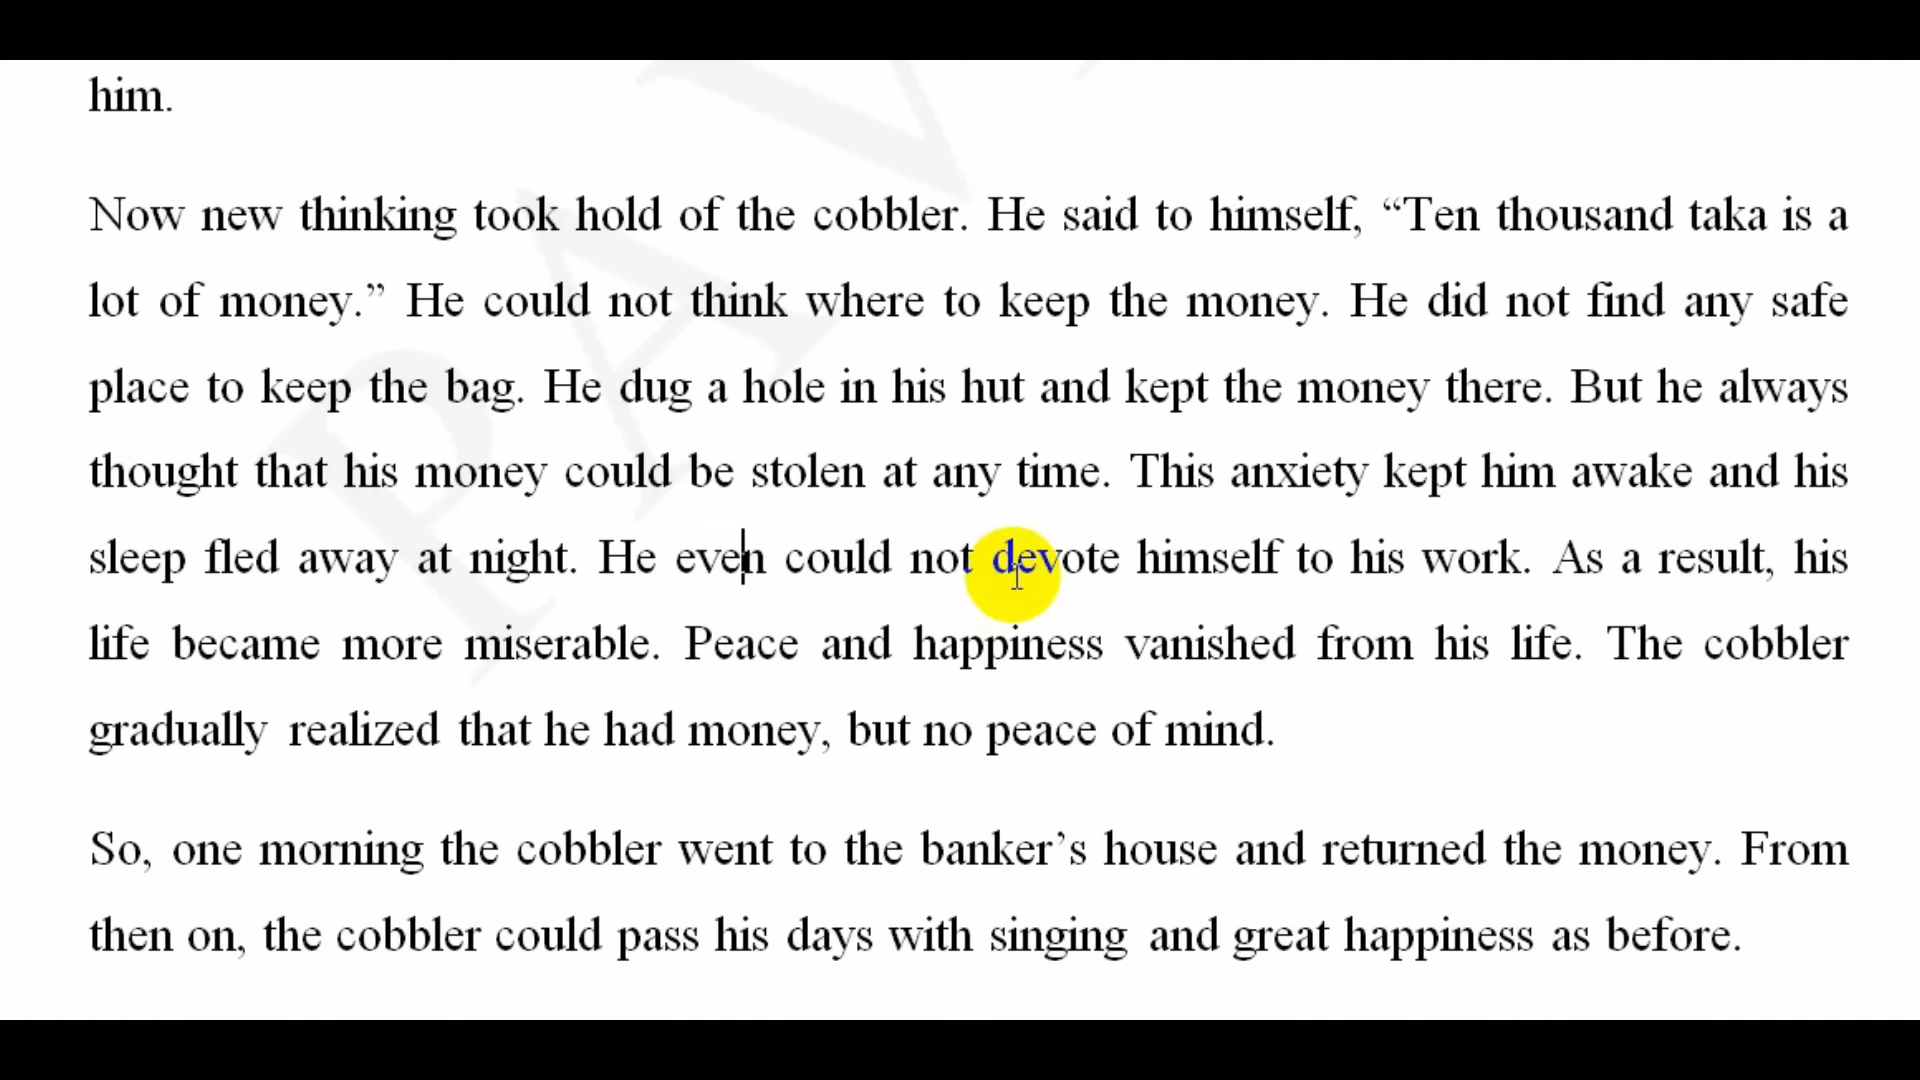 him.
Now new thinking took hold of the cobbler. He said to himself, “Ten thousand taka is a
lot of money.” He could not think where to keep the money. He did not find any safe
place to keep the bag. He dug a hole in his hut and kept the money there. But he always
thought that his money could be stolen at any time. This anxiety kept him awake and his
sleep fled away at night. He even could not devote himself to his work. As a result, his
life became more miserable. Peace and happiness vanished from his life. The cobbler
gradually realized that he had money, but no peace of mind.
So, one morning the cobbler went to the banker’s house and returned the money. From
then on, the cobbler could pass his days with singing and great happiness as before.